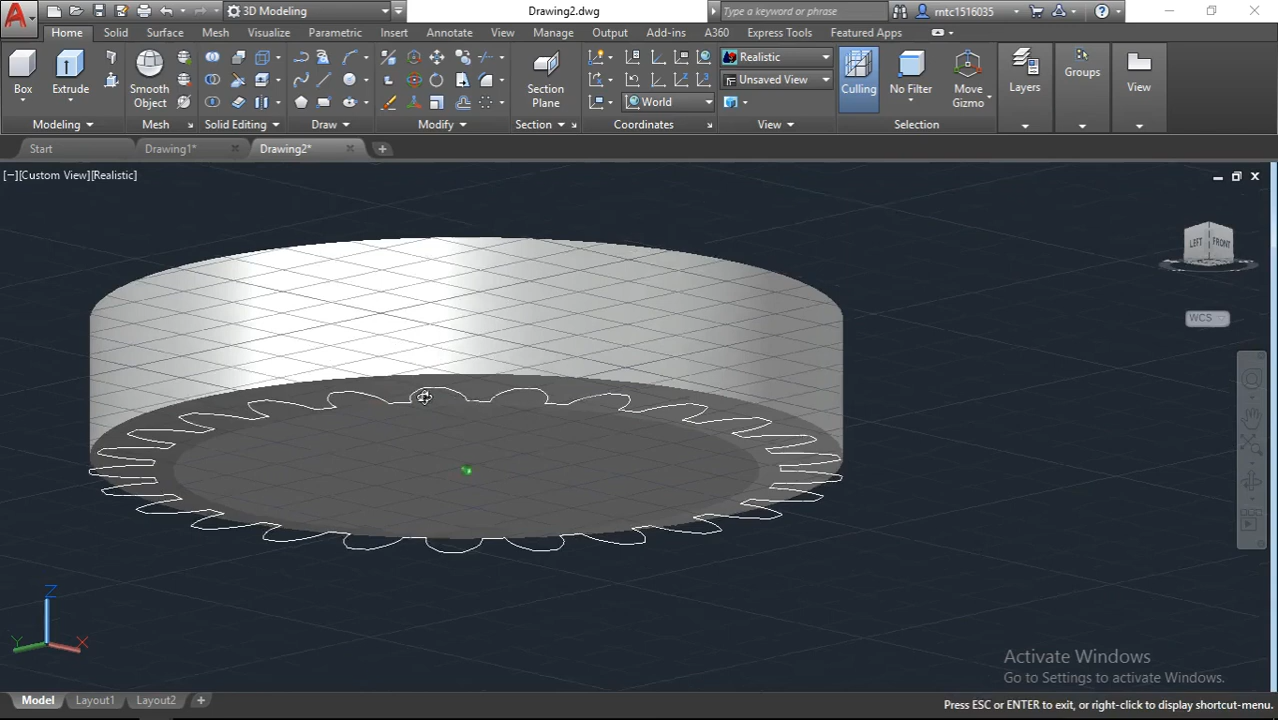 A 3D Modeling Drawing2.dwg Type a keyword or phrase rntc1516035
Home Solid Surface Mesh Visualize Parametric Insert Annotate View Manage Output Add-ins A360 Express Tools Featured Apps
Realistic
Unsaved View
World
Box Extrude Smooth Object Section Plane Culling No Filter Move Gizmo Layers Groups View
Modeling Mesh Solid Editing Draw Modify Section Coordinates View Selection
Start Drawing1* Drawing2*
[−][Custom View][Realistic]
LEFT FRONT
WCS
Z
Y X
Activate Windows
Go to Settings to activate Windows.
Model Layout1 Layout2 +
Press ESC or ENTER to exit, or right-click to display shortcut-menu.